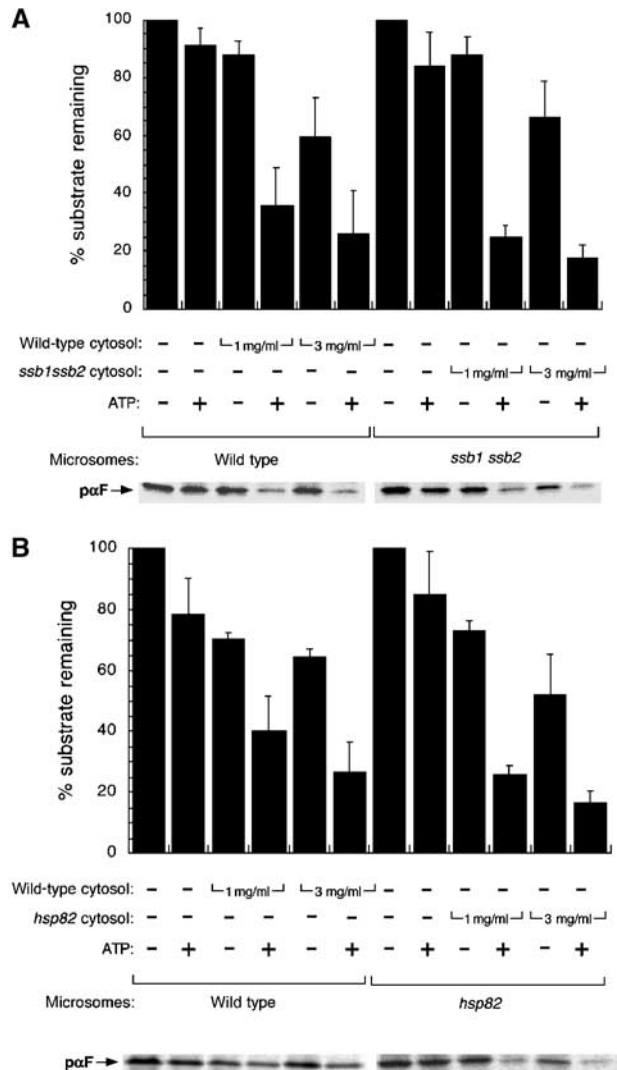 A
% substrate remaining
100
80
60
40
20
0
Wild-type cytosol: – – 1 mg/ml 3 mg/ml – – – – – –
ssb1ssb2 cytosol: – – – – – – – – 1 mg/ml 3 mg/ml
ATP: – + – + – + – + – + – +
Microsomes: Wild type ssb1 ssb2
pαF
B
% substrate remaining
100
80
60
40
20
0
Wild-type cytosol: – – 1 mg/ml 3 mg/ml – – – – – –
hsp82 cytosol: – – – – – – – – 1 mg/ml 3 mg/ml
ATP: – + – + – + – + – + – +
Microsomes: Wild type hsp82
pαF